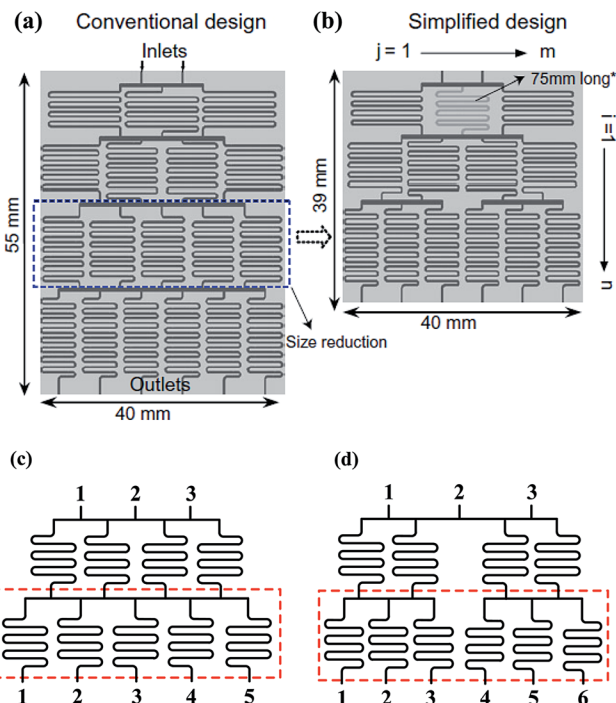 (a) Conventional design
Inlets
55 mm
Outlets
40 mm
Size reduction
(b) Simplified design
j = 1 m
75mm long*
i=1
n
39 mm
40 mm
(c)
1 2 3
1 2 3 4 5
(d)
1 2 3
1 2 3 4 5 6